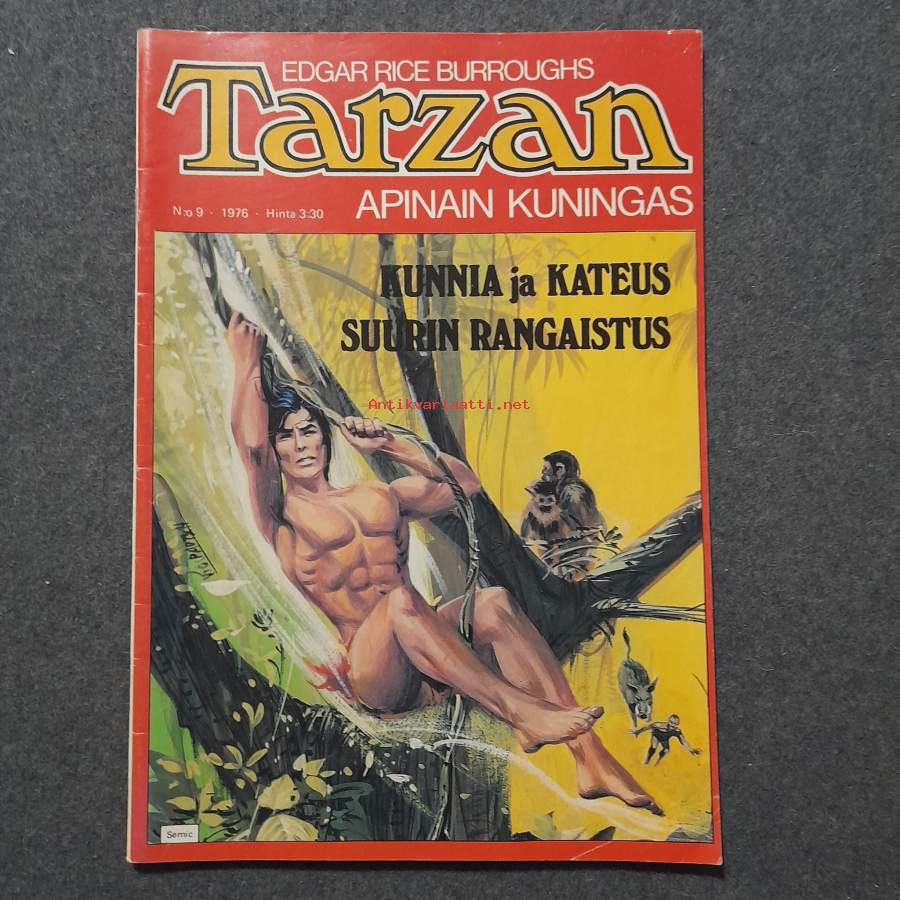 EDGAR RICE BURROUGHS
Tarzan
APINAIN KUNINGAS
N:o 9 · 1976 · Hinta 3:30
KUNNIA ja KATEUS
SUURIN RANGAISTUS
Antikvariaatti.net
Semic